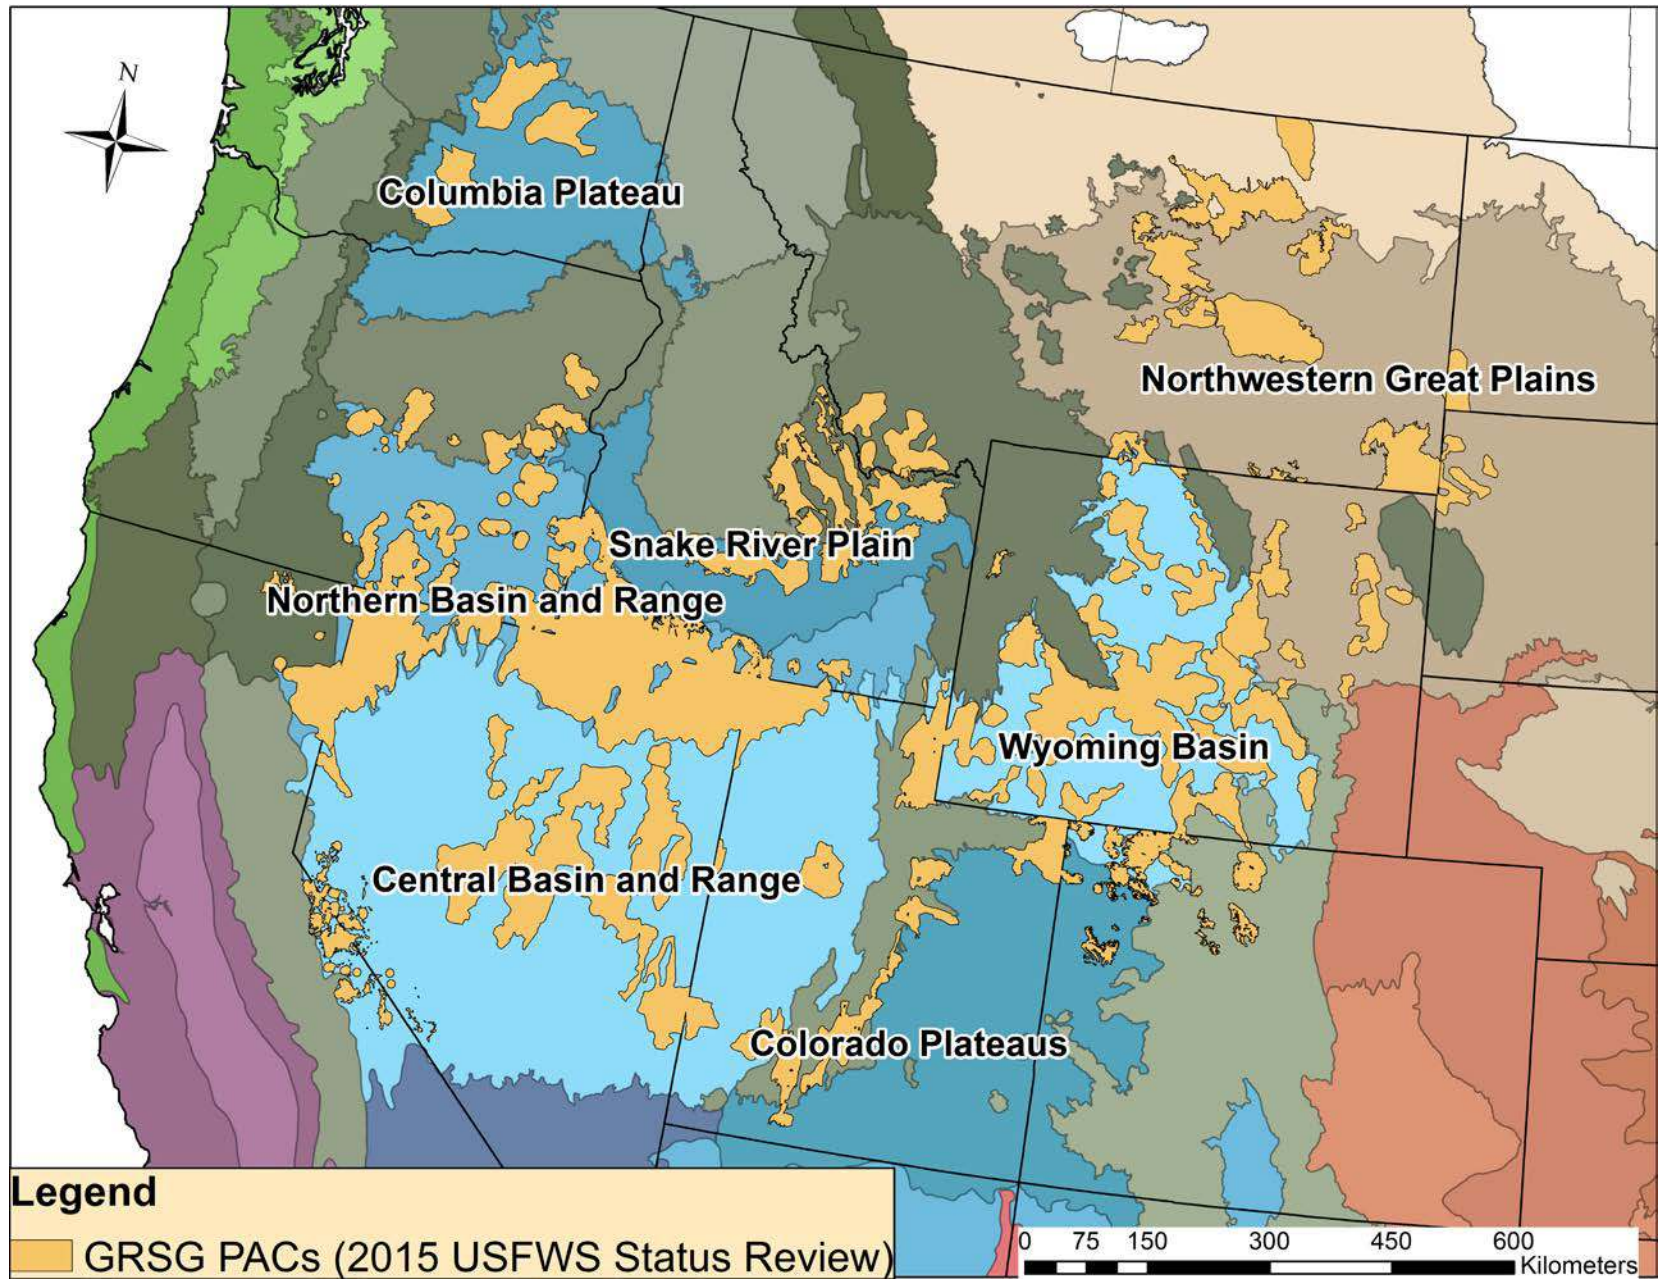 N
Columbia Plateau
Northwestern Great Plains
Snake River Plain
Northern Basin and Range
Wyoming Basin
Central Basin and Range
Colorado Plateaus
Legend
GRSG PACs (2015 USFWS Status Review)
0 75 150 300 450 600
Kilometers